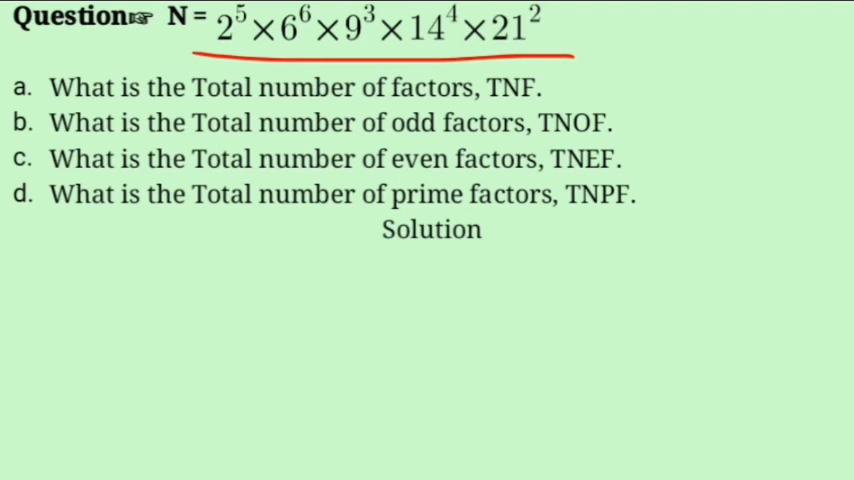 Question☞ N = 2⁵×6⁶×9³×14⁴×21²
a. What is the Total number of factors, TNF.
b. What is the Total number of odd factors, TNOF.
c. What is the Total number of even factors, TNEF.
d. What is the Total number of prime factors, TNPF.
Solution